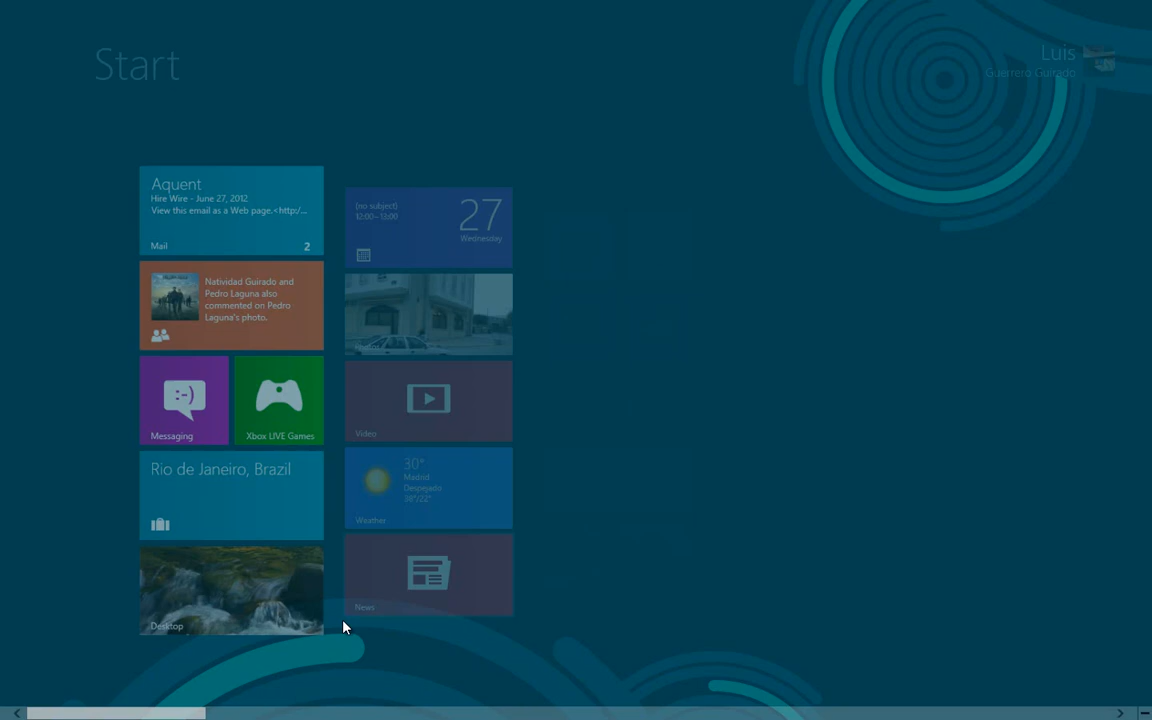 Start
Luis
Guerrero Guirado
Aquent
Hire Wire - June 27, 2012
View this email as a Web page.<http:/...
Mail
2
Natividad Guirado and
Pedro Laguna also
commented on Pedro
Laguna's photo.
:-)
Messaging
Xbox LIVE Games
Rio de Janeiro, Brazil
Desktop
(no subject)
12:00–13:00
27
Wednesday
Video
30°
Madrid
Despejado
38°/22°
Weather
News